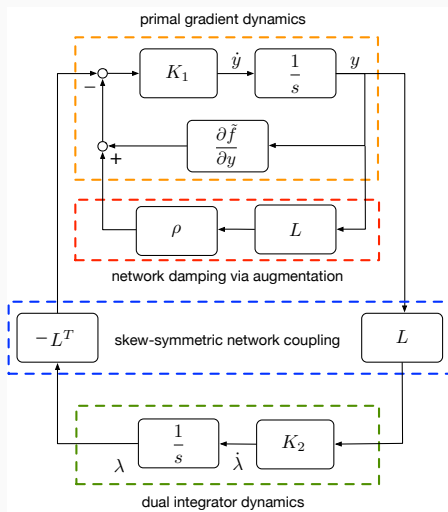 primal gradient dynamics
K₁
ẏ
1
s
y
−
∂f̃
∂y
+
ρ
L
network damping via augmentation
−Lᵀ
skew-symmetric network coupling
L
1
s
K₂
λ
λ̇
dual integrator dynamics